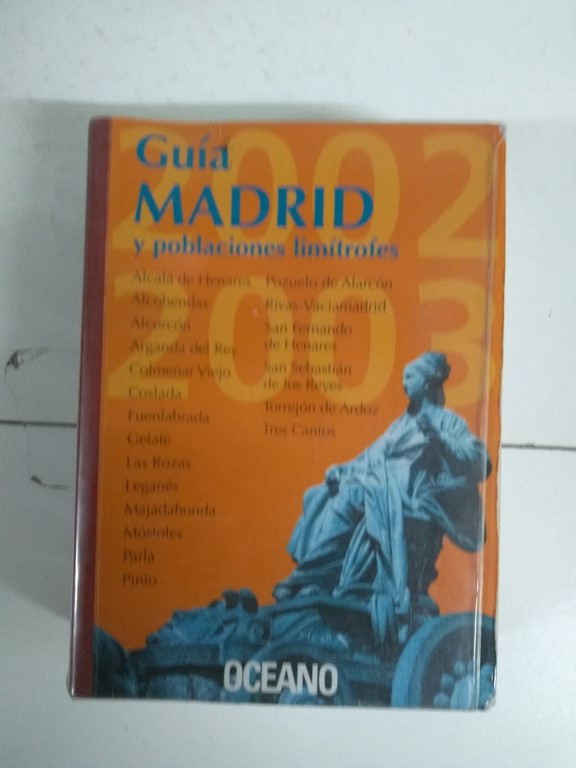 2002
2003
Guía
MADRID
y poblaciones limítrofes
Alcalá de Henares
Alcobendas
Alcorcón
Arganda del Rey
Colmenar Viejo
Coslada
Fuenlabrada
Getafe
Las Rozas
Leganés
Majadahonda
Móstoles
Parla
Pinto
Pozuelo de Alarcón
Rivas-Vaciamadrid
San Fernando
de Henares
San Sebastián
de los Reyes
Torrejón de Ardoz
Tres Cantos
OCEANO